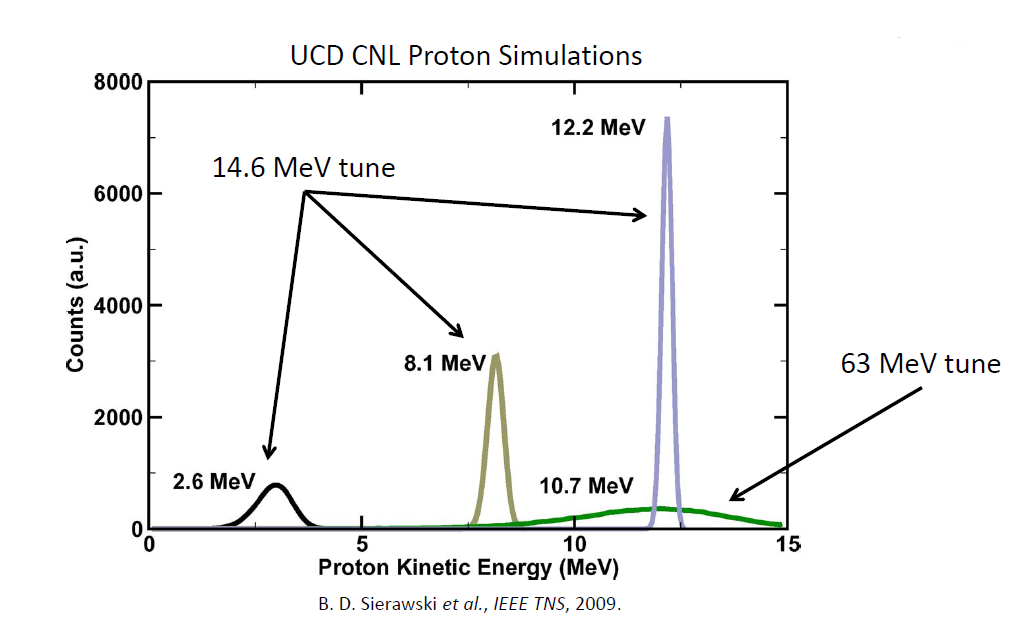 UCD CNL Proton Simulations
8000
12.2 MeV
14.6 MeV tune
6000
Counts (a.u.)
4000
8.1 MeV
63 MeV tune
2000
2.6 MeV
10.7 MeV
0
0
5
10
15
Proton Kinetic Energy (MeV)
B. D. Sierawski et al., IEEE TNS, 2009.